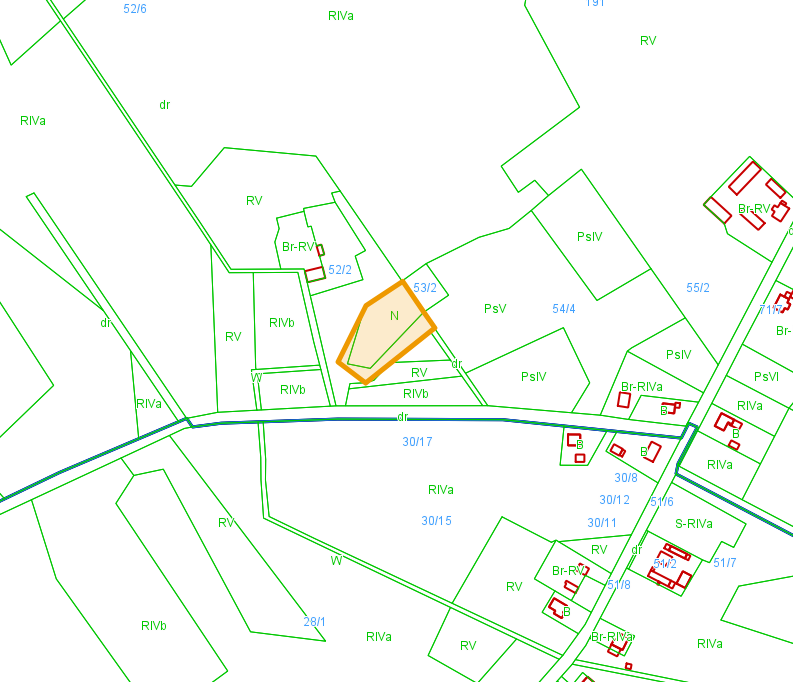 191
52/6
RIVa
RV
dr
RIVa
RV
Br-RV
PsIV
Br-RV
52/2
53/2
55/2
71/7
N
PsV
54/4
RIVb
RV
Br-
PsIV
dr
RV
W
PsIV
PsVI
RIVb
RIVb
Br-RIVa
RIVa
RIVa
B
dr
B
30/17
B
B
RIVa
30/8
RIVa
30/12
51/6
30/15
30/11
S-RIVa
RV
dr
RV
W
Br-RV
51/2
51/7
RV
51/8
B
28/1
RIVb
RIVa
Br-RIVa
RV
RIVa
dr